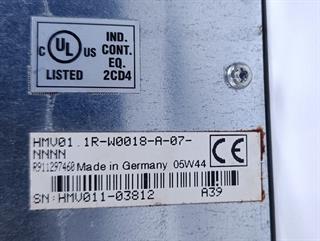 C UL US
LISTED
IND.
CONT.
EQ.
2CD4
HMV01.1R-W0018-A-07-
NNNN
R911297460 Made in Germany 05W44
CE
SN:HMV011-03812 A39